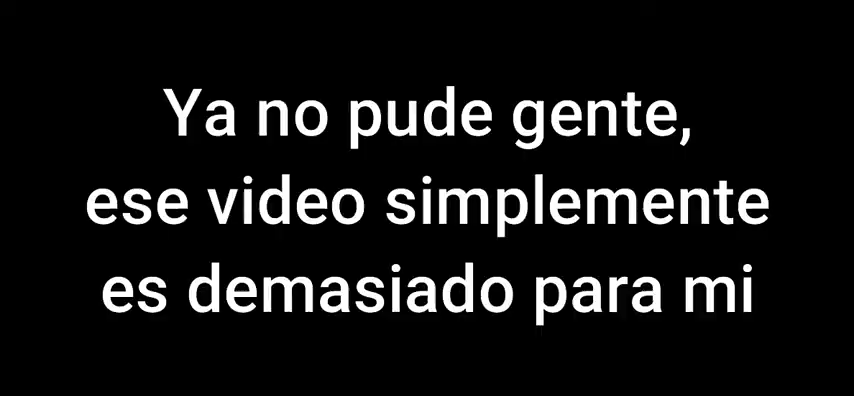 Ya no pude gente,
ese video simplemente
es demasiado para mi